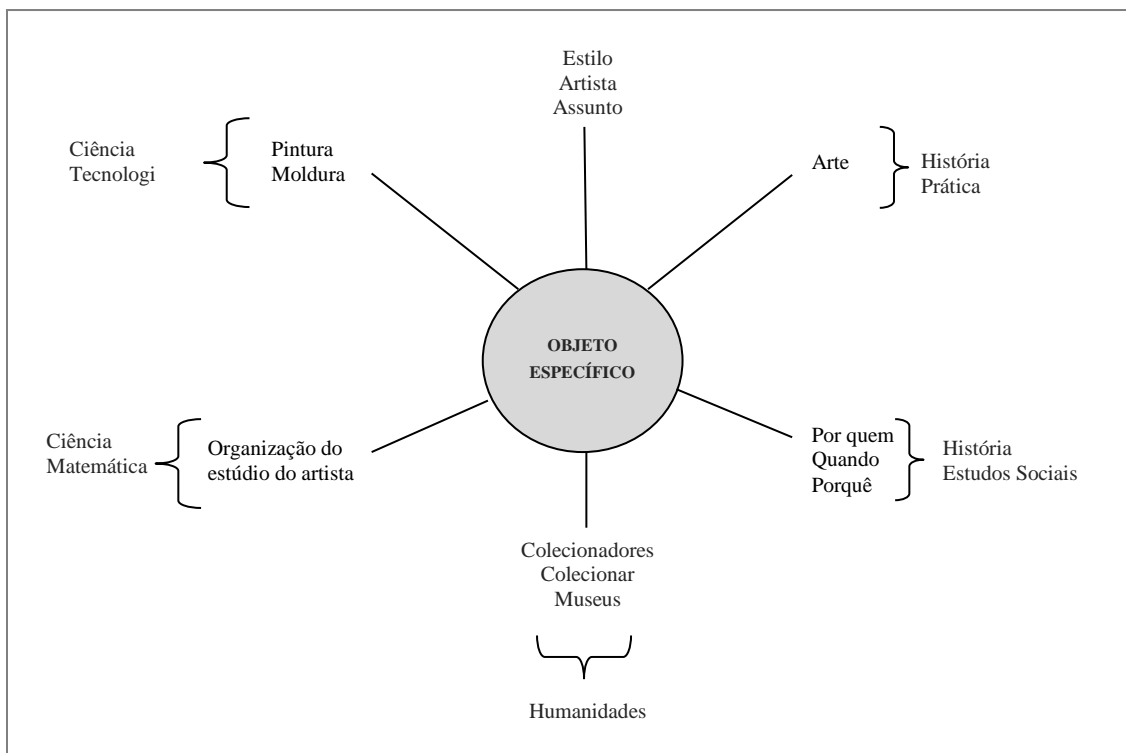 Estilo
Artista
Assunto
Ciência
Tecnologi
Pintura
Moldura
Arte
História
Prática
OBJETO
ESPECÍFICO
Ciência
Matemática
Organização do
estúdio do artista
Por quem
Quando
Porquê
História
Estudos Sociais
Colecionadores
Colecionar
Museus
Humanidades